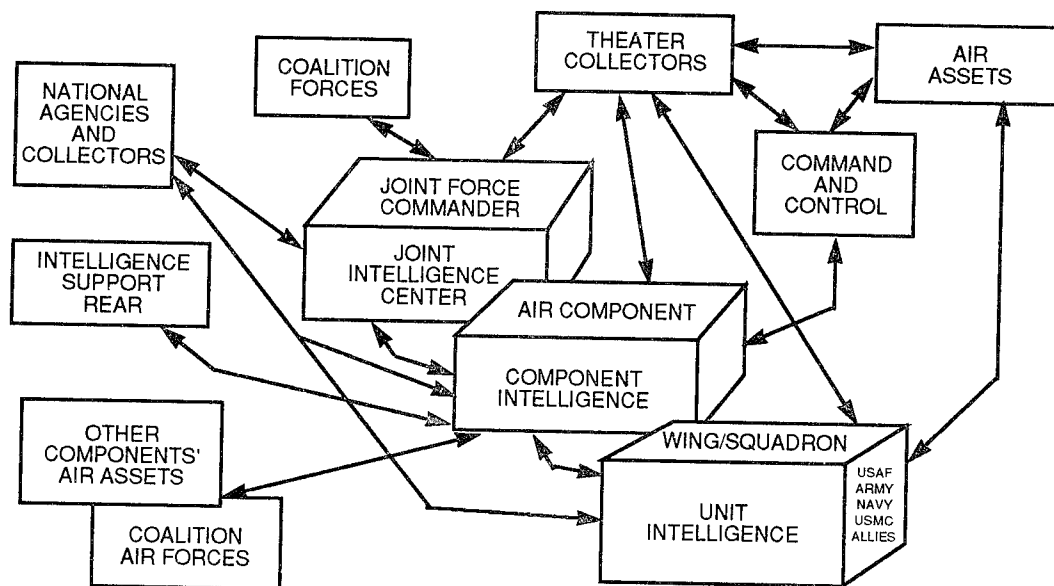 THEATER
COLLECTORS
AIR
ASSETS
COALITION
FORCES
NATIONAL
AGENCIES
AND
COLLECTORS
COMMAND
AND
CONTROL
JOINT FORCE
COMMANDER
JOINT
INTELLIGENCE
CENTER
INTELLIGENCE
SUPPORT
REAR
AIR COMPONENT
COMPONENT
INTELLIGENCE
OTHER
COMPONENTS'
AIR ASSETS
COALITION
AIR FORCES
WING/SQUADRON
UNIT
INTELLIGENCE
USAF
ARMY
NAVY
USMC
ALLIES